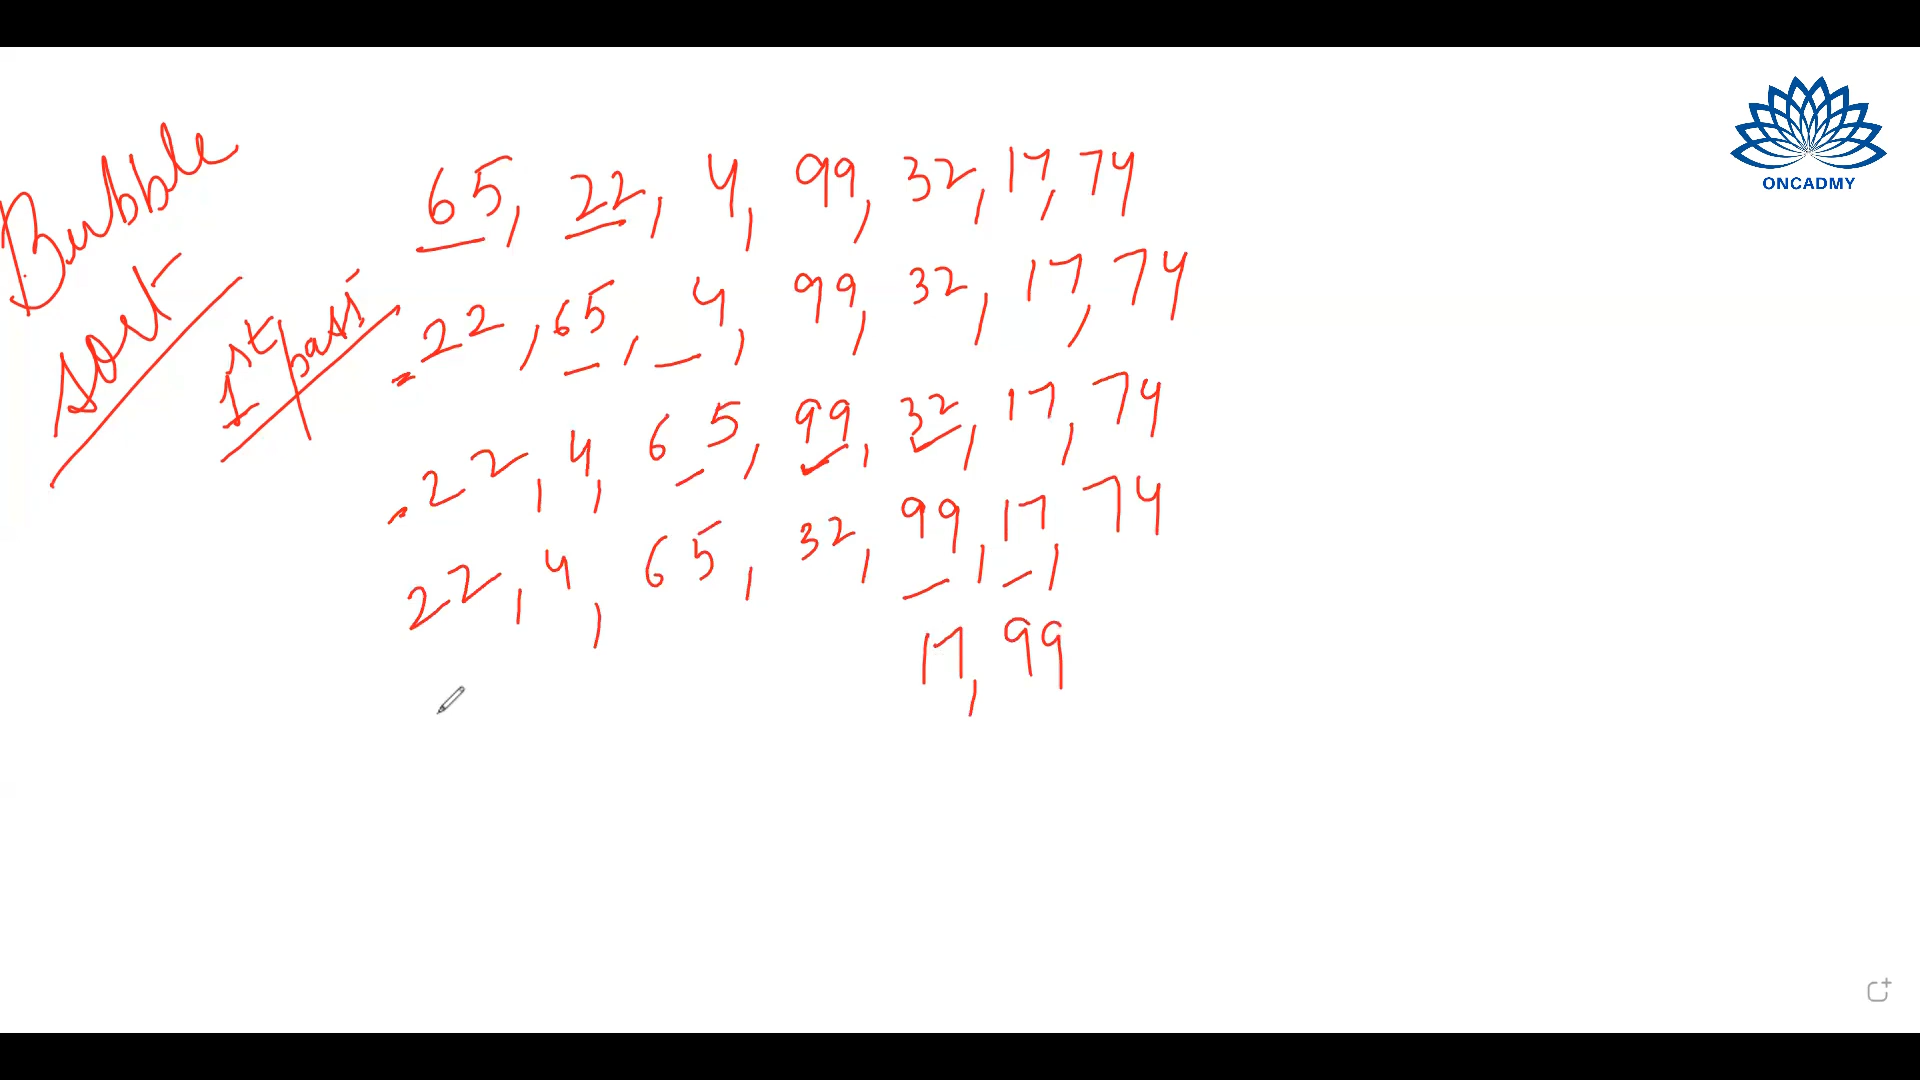 Bubble
sort
1st pass
65, 22, 4, 99, 32, 17, 74
22, 65, 4, 99, 32, 17, 74
22, 4, 65, 99, 32, 17, 74
22, 4, 65, 32, 99, 17, 74
17, 99
ONCADMY